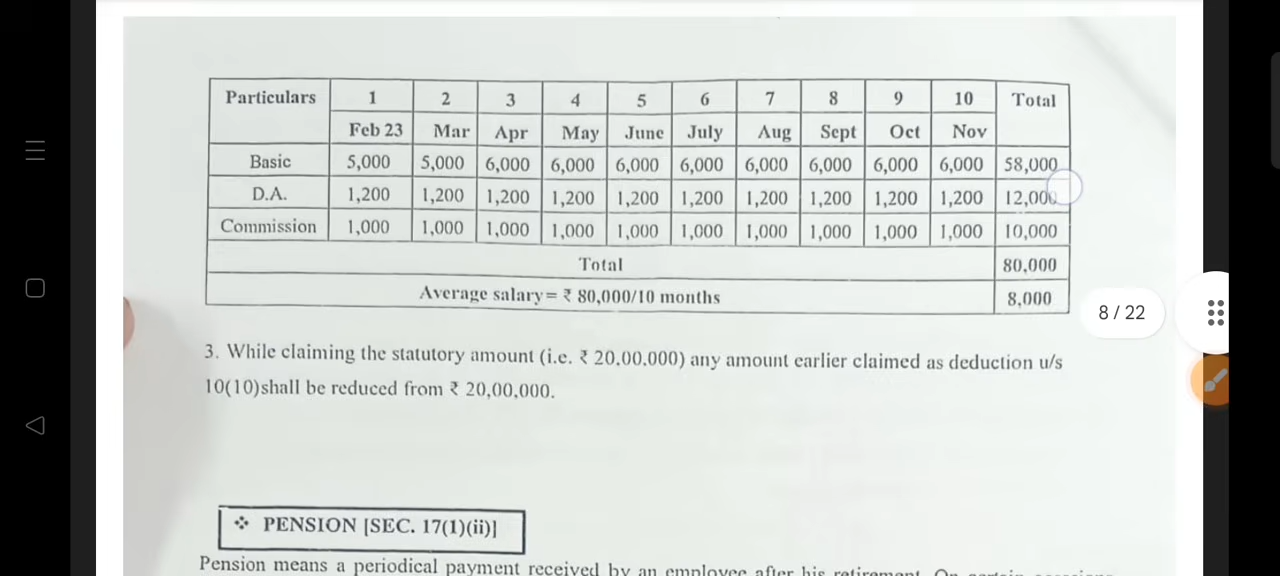 Particulars 1 2 3 4 5 6 7 8 9 10 Total
Feb 23 Mar Apr May June July Aug Sept Oct Nov
Basic 5,000 5,000 6,000 6,000 6,000 6,000 6,000 6,000 6,000 6,000 58,000
D.A. 1,200 1,200 1,200 1,200 1,200 1,200 1,200 1,200 1,200 1,200 12,000
Commission 1,000 1,000 1,000 1,000 1,000 1,000 1,000 1,000 1,000 1,000 10,000
Total 80,000
Average salary= ₹ 80,000/10 months 8,000
8 / 22
3. While claiming the statutory amount (i.e. ₹ 20,00,000) any amount earlier claimed as deduction u/s
10(10)shall be reduced from ₹ 20,00,000.
❖ PENSION [SEC. 17(1)(ii)]
Pension means a periodical payment received by an employee after his retirement. On certain occasions